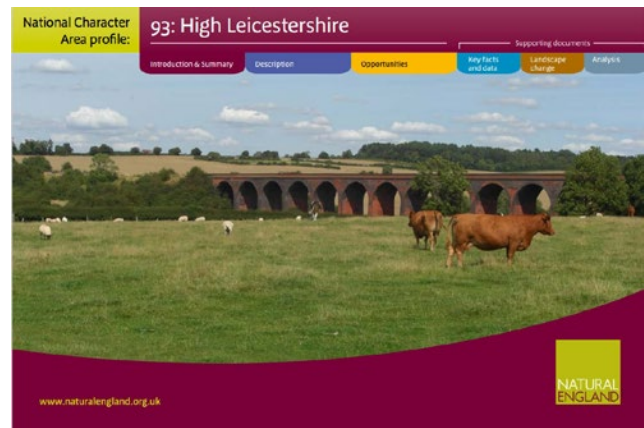 National Character
Area profile:
93: High Leicestershire
Supporting documents
Introduction & Summary
Description
Opportunities
Key facts
and data
Landscape
change
Analysis
www.naturalengland.org.uk
NATURAL
ENGLAND